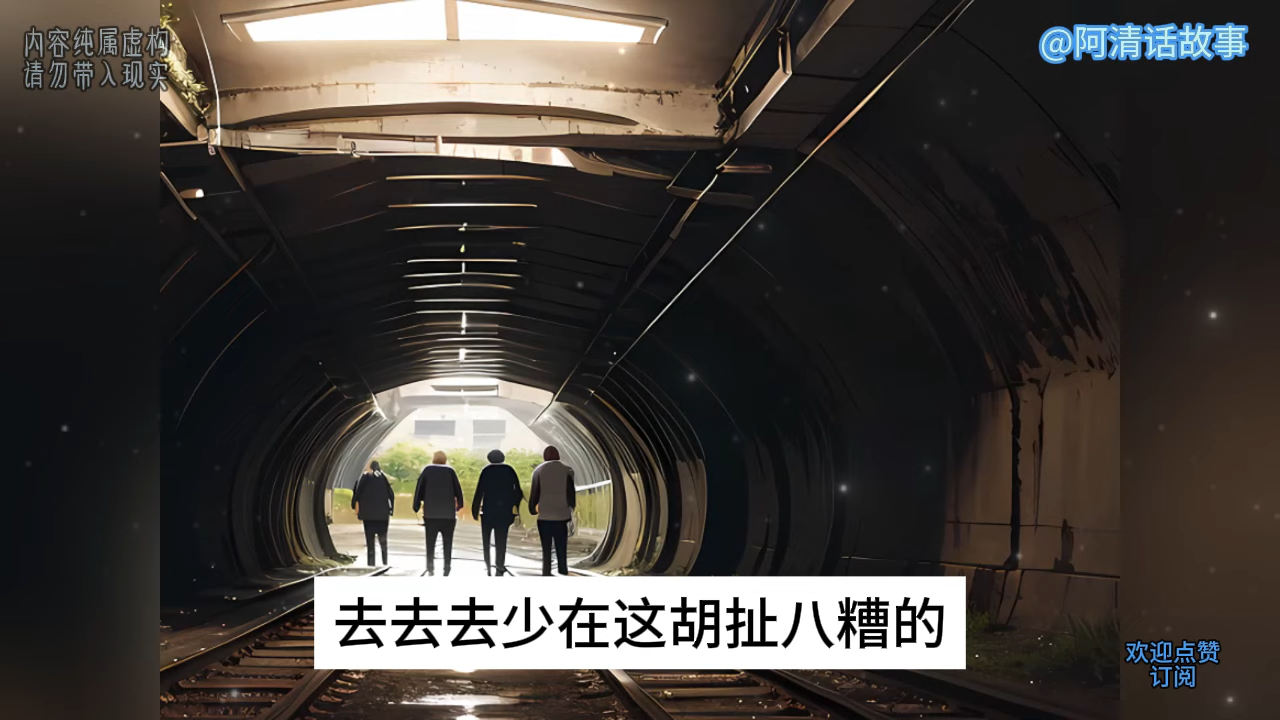 内容纯属虚构
请勿带入现实
@阿清话故事
去去去少在这胡扯八糟的
欢迎点赞
订阅